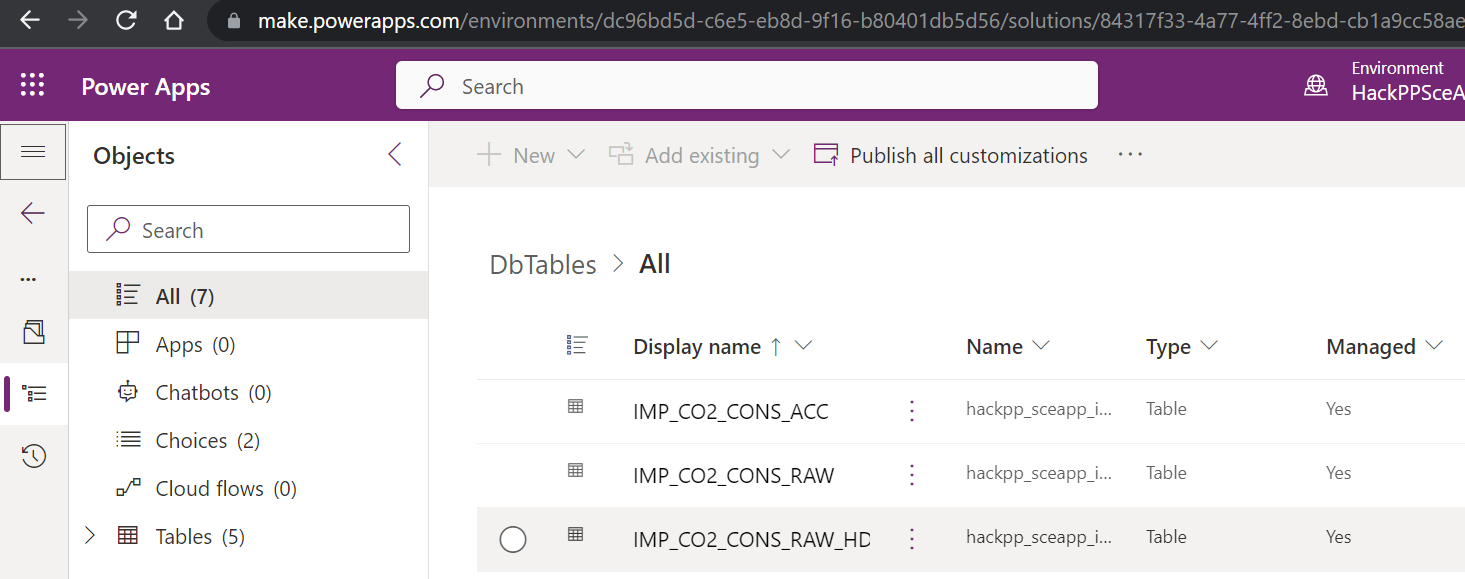 make.powerapps.com/environments/dc96bd5d-c6e5-eb8d-9f16-b80401db5d56/solutions/84317f33-4a77-4ff2-8ebd-cb1a9cc58ae
Power Apps
Search
Environment
HackPPSceA
Objects
New
Add existing
Publish all customizations
Search
DbTables > All
All (7)
Apps (0)
Chatbots (0)
Choices (2)
Cloud flows (0)
Tables (5)
Display name ↑ Name Type Managed
IMP_CO2_CONS_ACC hackpp_sceapp_i... Table Yes
IMP_CO2_CONS_RAW hackpp_sceapp_i... Table Yes
IMP_CO2_CONS_RAW_HD hackpp_sceapp_i... Table Yes